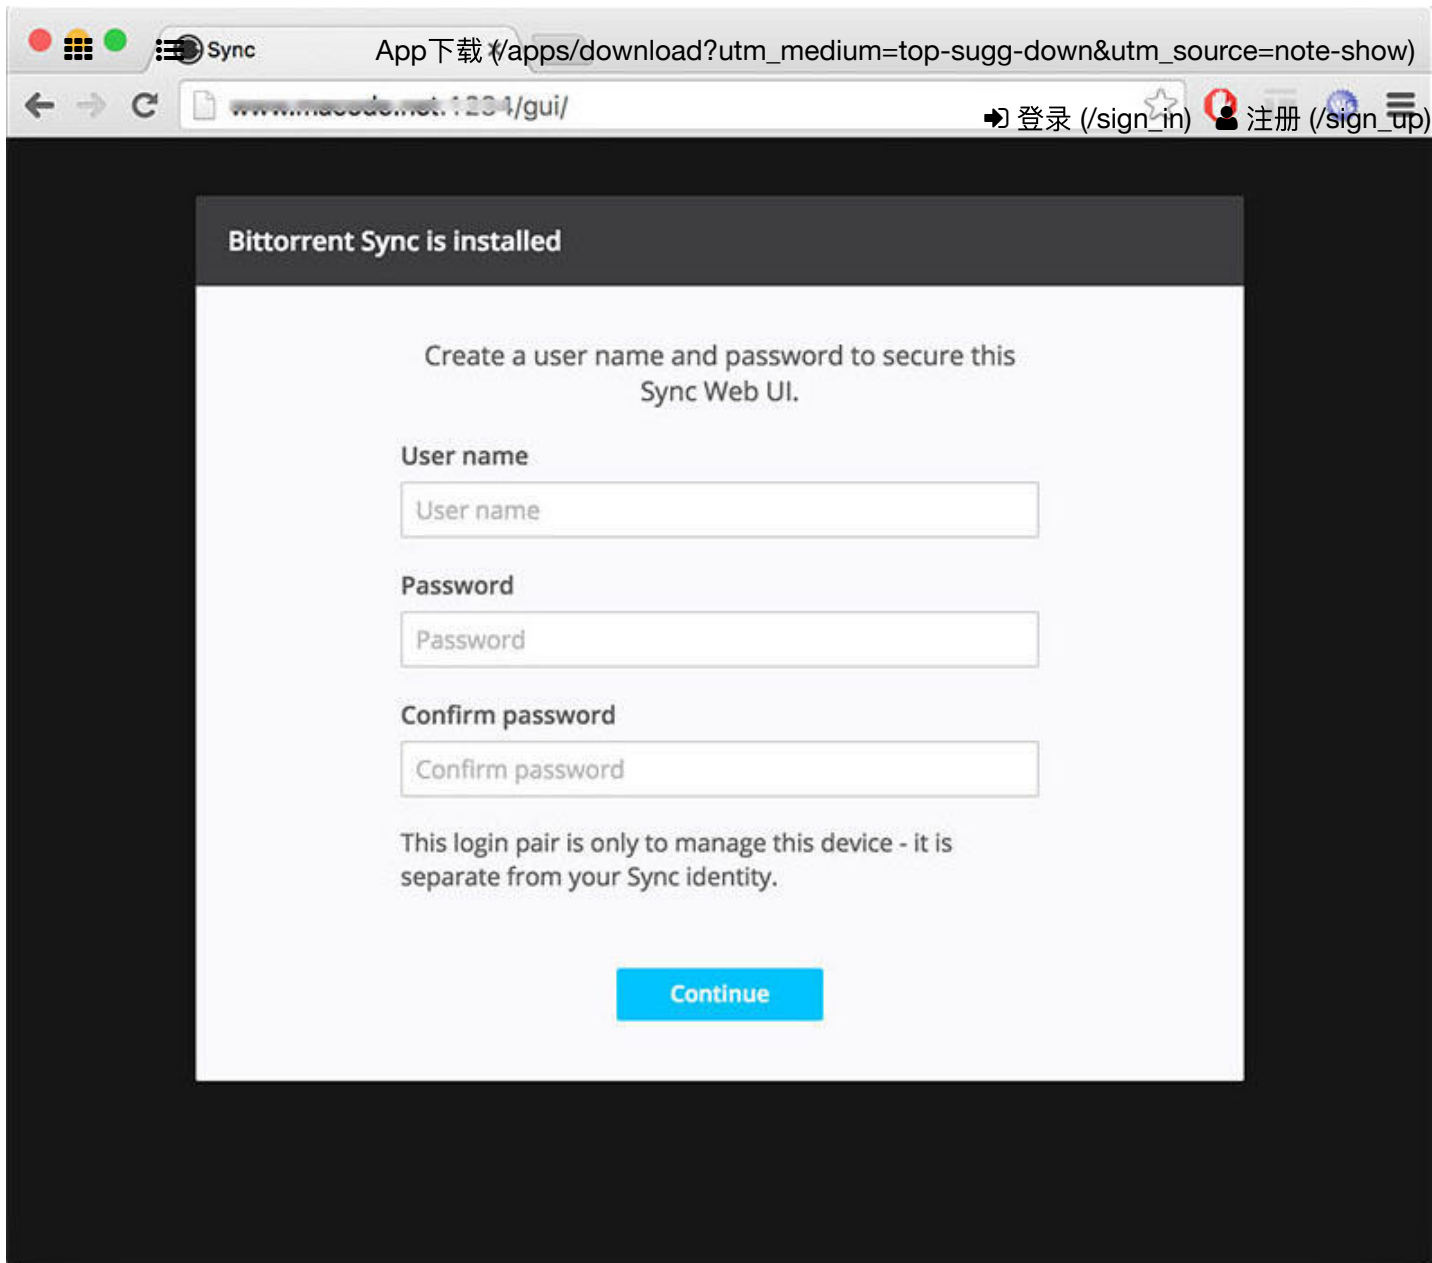 Sync
App下载 (/apps/download?utm_medium=top-sugg-down&utm_source=note-show)
/gui/
登录 (/sign_in) 注册 (/sign_up)
Bittorrent Sync is installed
Create a user name and password to secure this
Sync Web UI.
User name
User name
Password
Password
Confirm password
Confirm password
This login pair is only to manage this device - it is
separate from your Sync identity.
Continue